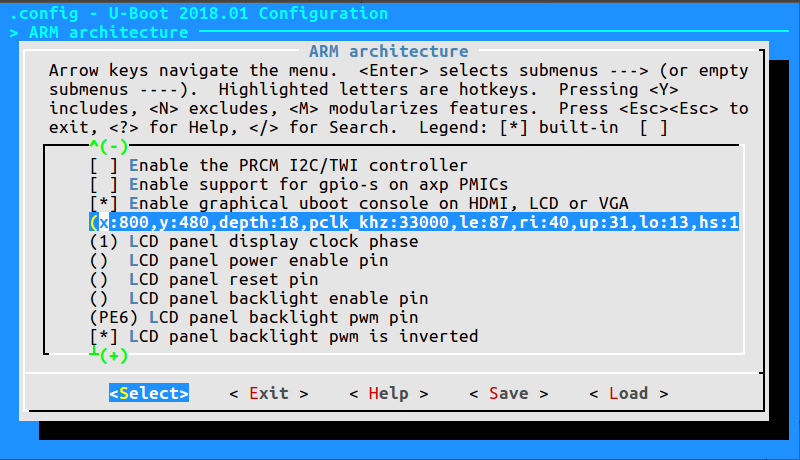 .config - U-Boot 2018.01 Configuration
> ARM architecture
ARM architecture
Arrow keys navigate the menu.  <Enter> selects submenus ---> (or empty
submenus ----).  Highlighted letters are hotkeys.  Pressing <Y>
includes, <N> excludes, <M> modularizes features.  Press <Esc><Esc> to
exit, <?> for Help, </> for Search.  Legend: [*] built-in  [ ]
^(-)
[ ] Enable the PRCM I2C/TWI controller
[ ] Enable support for gpio-s on axp PMICs
[*] Enable graphical uboot console on HDMI, LCD or VGA
(x:800,y:480,depth:18,pclk_khz:33000,le:87,ri:40,up:31,lo:13,hs:1
(1) LCD panel display clock phase
()  LCD panel power enable pin
()  LCD panel reset pin
()  LCD panel backlight enable pin
(PE6) LCD panel backlight pwm pin
[*] LCD panel backlight pwm is inverted
┴(+)
<Select>    < Exit >    < Help >    < Save >    < Load >